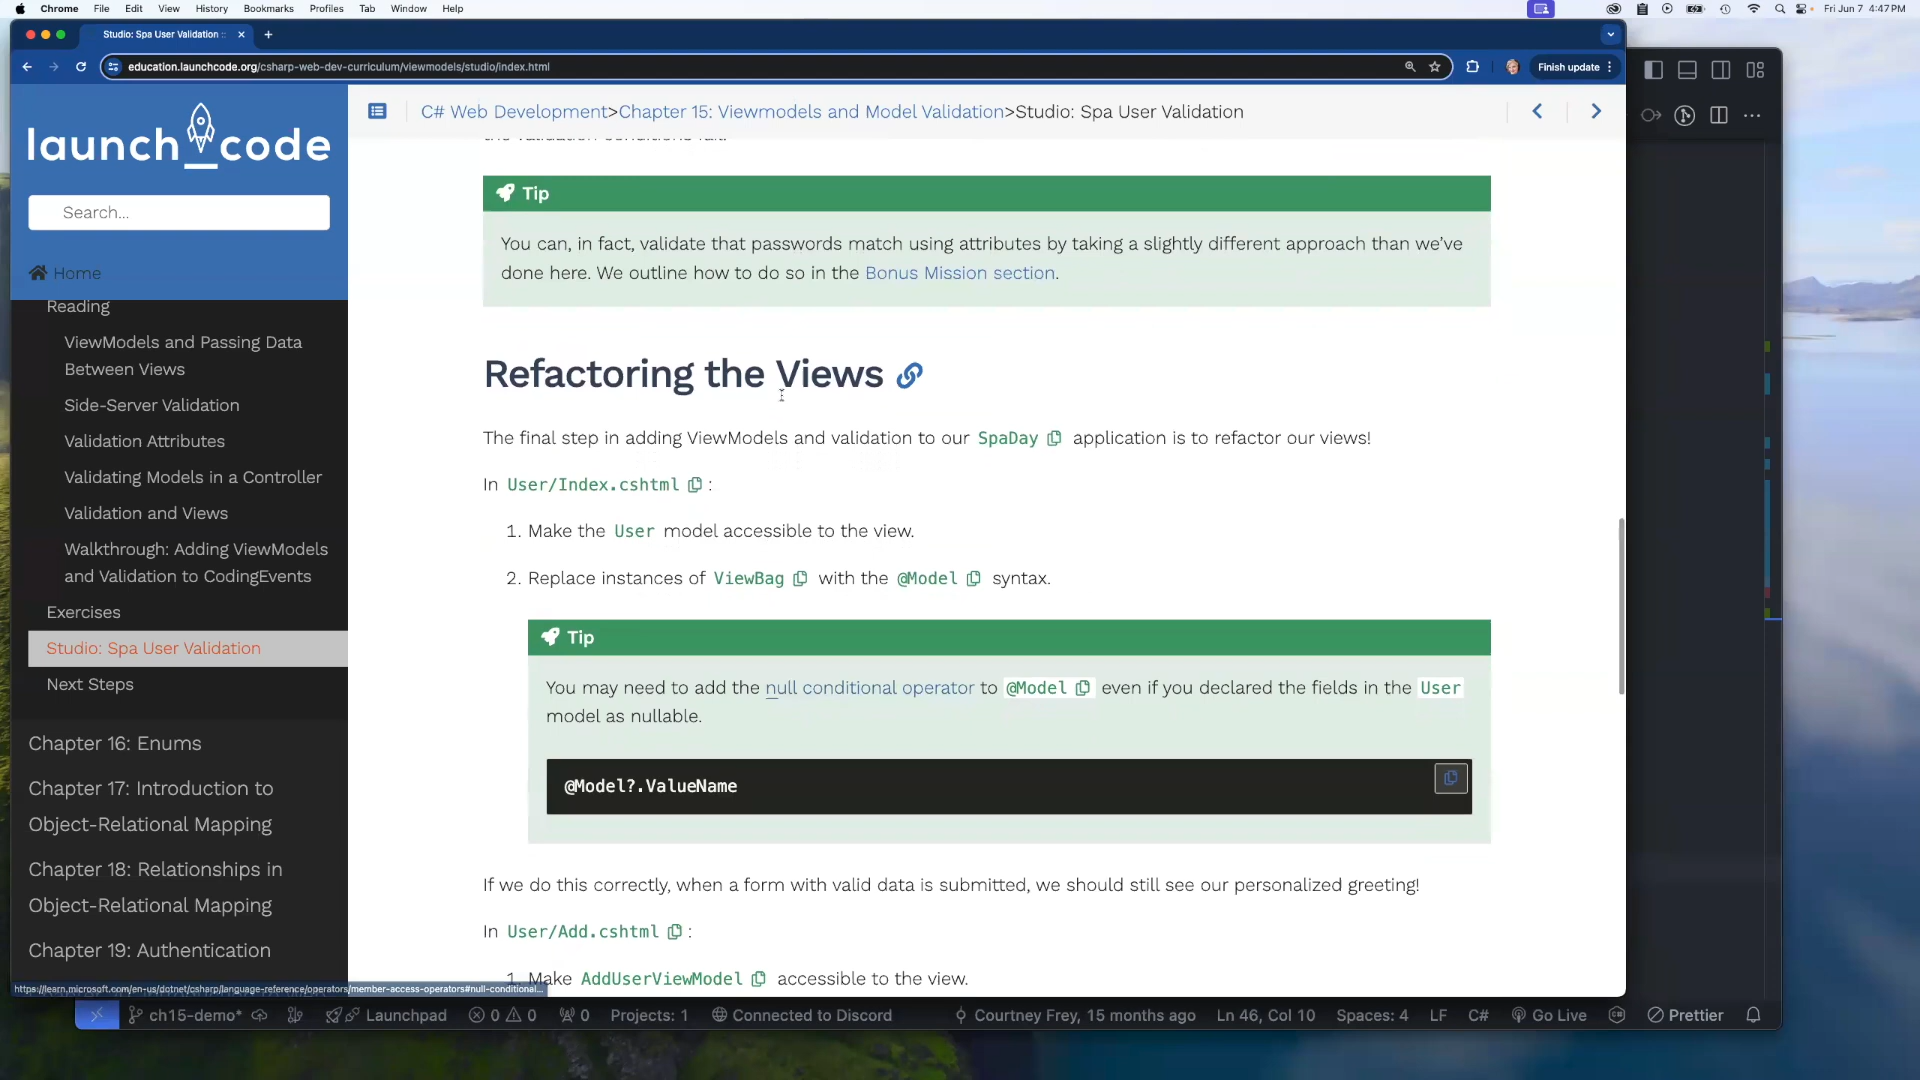 Chrome File Edit View History Bookmarks Profiles Tab Window Help
Fri Jun 7 4:47 PM
Studio: Spa User Validation ::
education.launchcode.org/csharp-web-dev-curriculum/viewmodels/studio/index.html
Finish update
launch_code
C# Web Development>Chapter 15: Viewmodels and Model Validation>Studio: Spa User Validation
Search...
Home
Reading
ViewModels and Passing Data
Between Views
Side-Server Validation
Validation Attributes
Validating Models in a Controller
Validation and Views
Walkthrough: Adding ViewModels
and Validation to CodingEvents
Exercises
Studio: Spa User Validation
Next Steps
Chapter 16: Enums
Chapter 17: Introduction to
Object-Relational Mapping
Chapter 18: Relationships in
Object-Relational Mapping
Chapter 19: Authentication
Tip
You can, in fact, validate that passwords match using attributes by taking a slightly different approach than we've
done here. We outline how to do so in the Bonus Mission section.
Refactoring the Views
The final step in adding ViewModels and validation to our SpaDay application is to refactor our views!
In User/Index.cshtml :
1. Make the User model accessible to the view.
2. Replace instances of ViewBag with the @Model syntax.
Tip
You may need to add the null conditional operator to @Model even if you declared the fields in the User
model as nullable.
@Model?.ValueName
If we do this correctly, when a form with valid data is submitted, we should still see our personalized greeting!
In User/Add.cshtml :
1. Make AddUserViewModel accessible to the view.
https://learn.microsoft.com/en-us/dotnet/csharp/language-reference/operators/member-access-operators#null-conditional...
ch15-demo* Launchpad 0 0 0 Projects: 1 Connected to Discord Courtney Frey, 15 months ago Ln 46, Col 10 Spaces: 4 LF C# Go Live Prettier